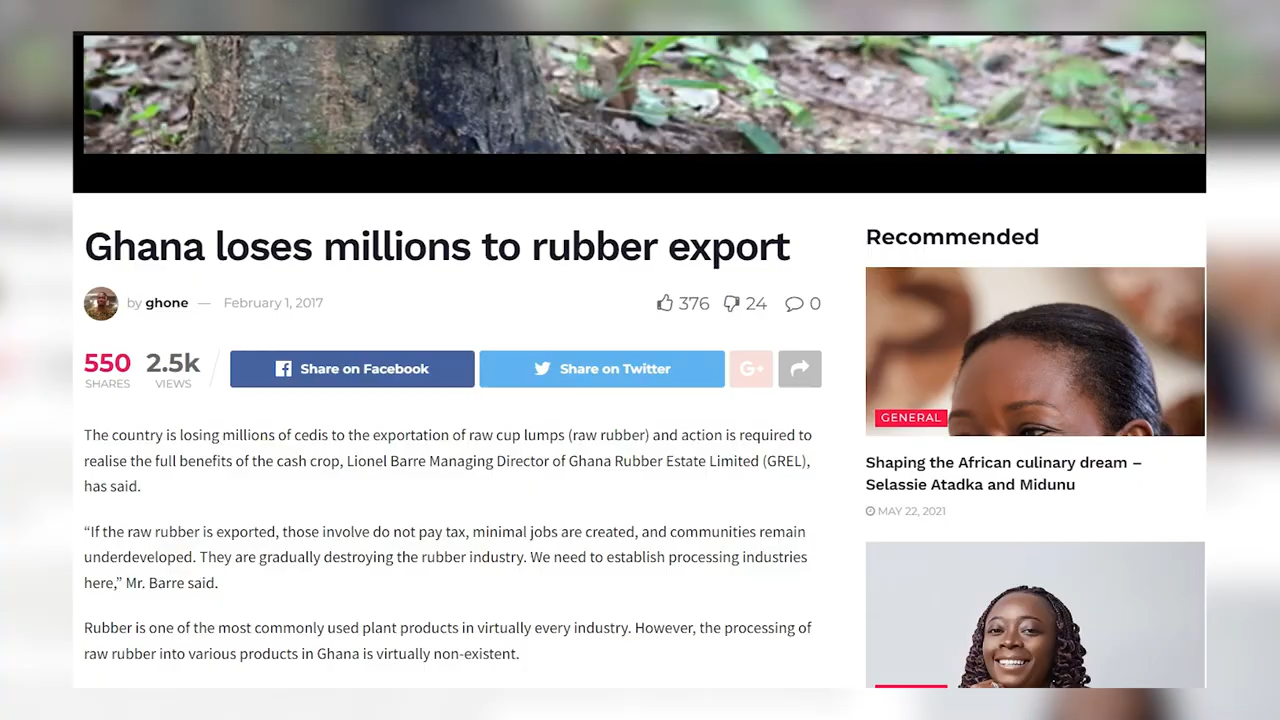 Ghana loses millions to rubber export
by ghone — February 1, 2017
376 24 0
550 SHARES
2.5k VIEWS
Share on Facebook
Share on Twitter
G+
The country is losing millions of cedis to the exportation of raw cup lumps (raw rubber) and action is required to
realise the full benefits of the cash crop, Lionel Barre Managing Director of Ghana Rubber Estate Limited (GREL),
has said.
“If the raw rubber is exported, those involve do not pay tax, minimal jobs are created, and communities remain
underdeveloped. They are gradually destroying the rubber industry. We need to establish processing industries
here,” Mr. Barre said.
Rubber is one of the most commonly used plant products in virtually every industry. However, the processing of
raw rubber into various products in Ghana is virtually non-existent.
Recommended
GENERAL
Shaping the African culinary dream –
Selassie Atadka and Midunu
MAY 22, 2021